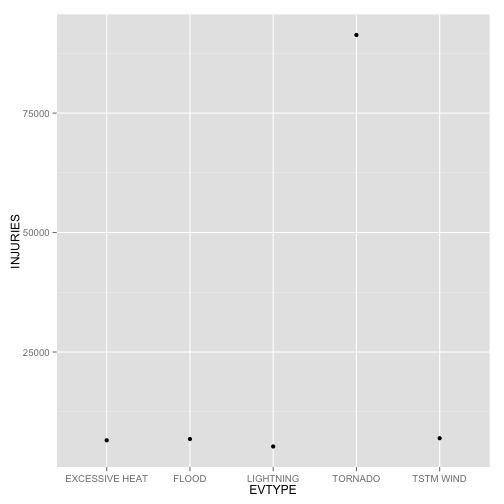 INJURIES
75000
50000
25000
EXCESSIVE HEAT FLOOD LIGHTNING TORNADO TSTM WIND
EVTYPE